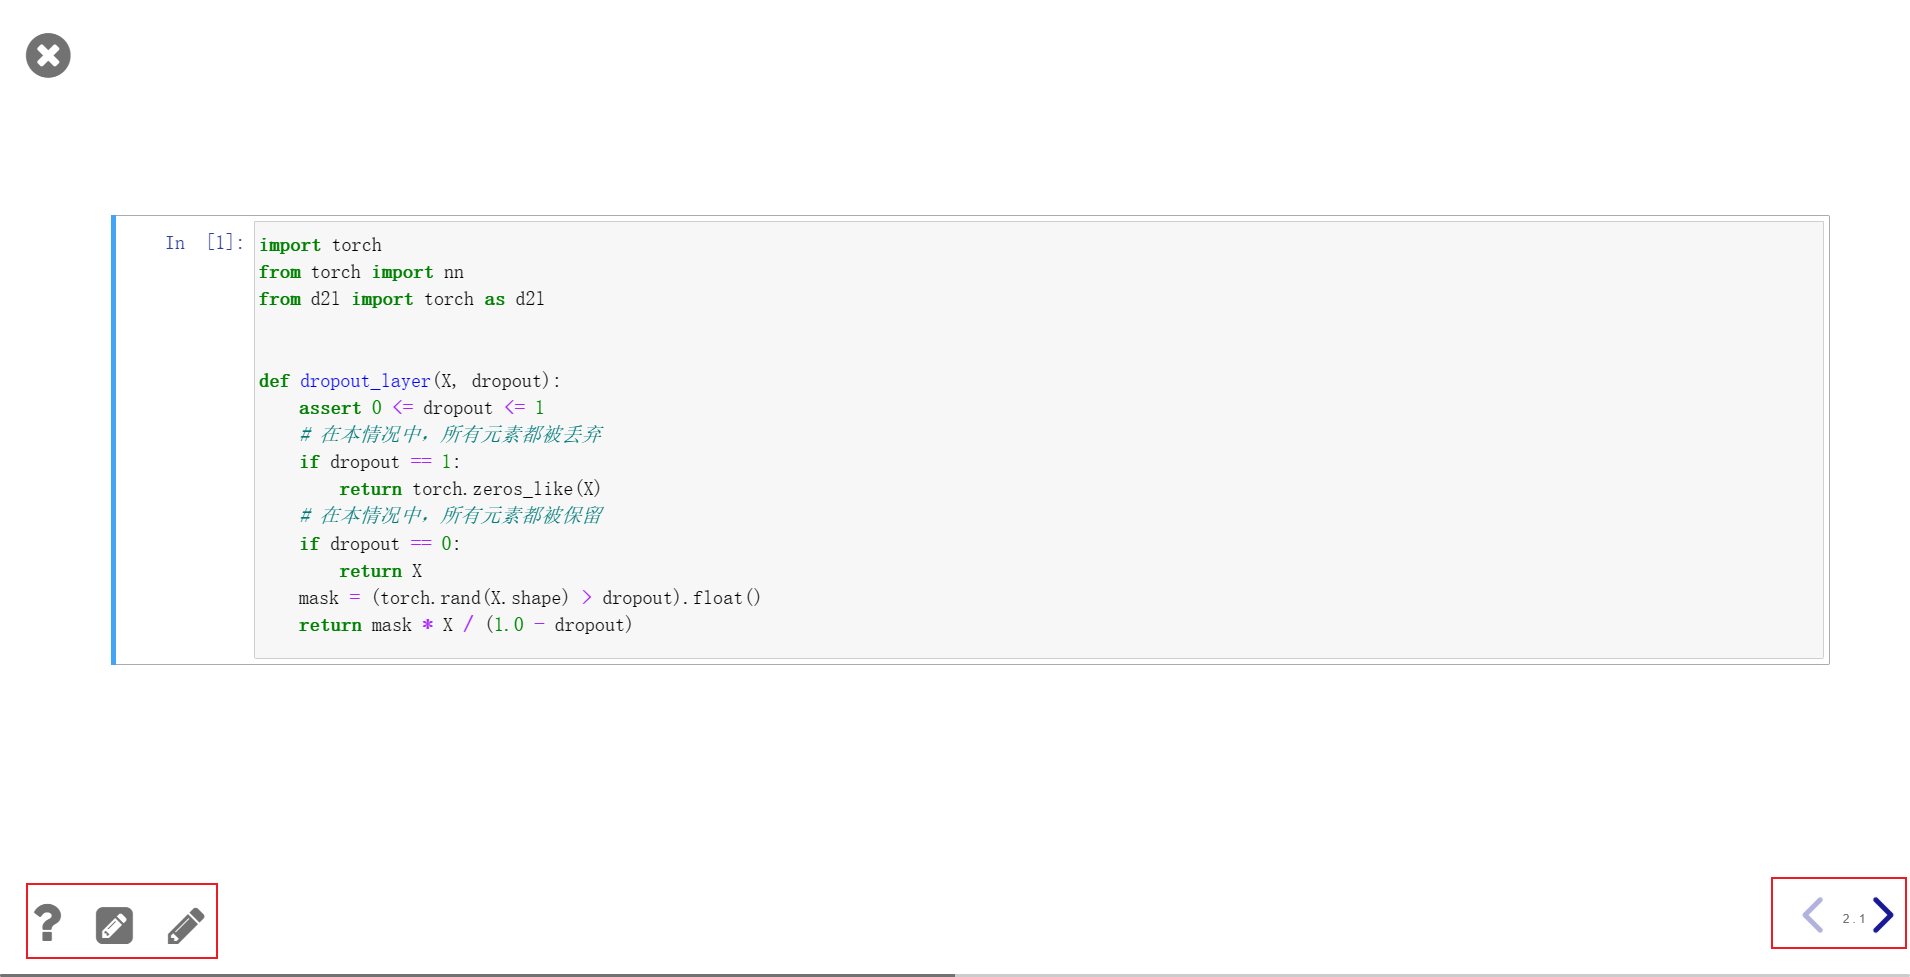 In [1]:
import torch
from torch import nn
from d2l import torch as d2l
def dropout_layer(X, dropout):
    assert 0 <= dropout <= 1
    # 在本情况中，所有元素都被丢弃
    if dropout == 1:
        return torch.zeros_like(X)
    # 在本情况中，所有元素都被保留
    if dropout == 0:
        return X
    mask = (torch.rand(X.shape) > dropout).float()
    return mask * X / (1.0 - dropout)
?
2.1